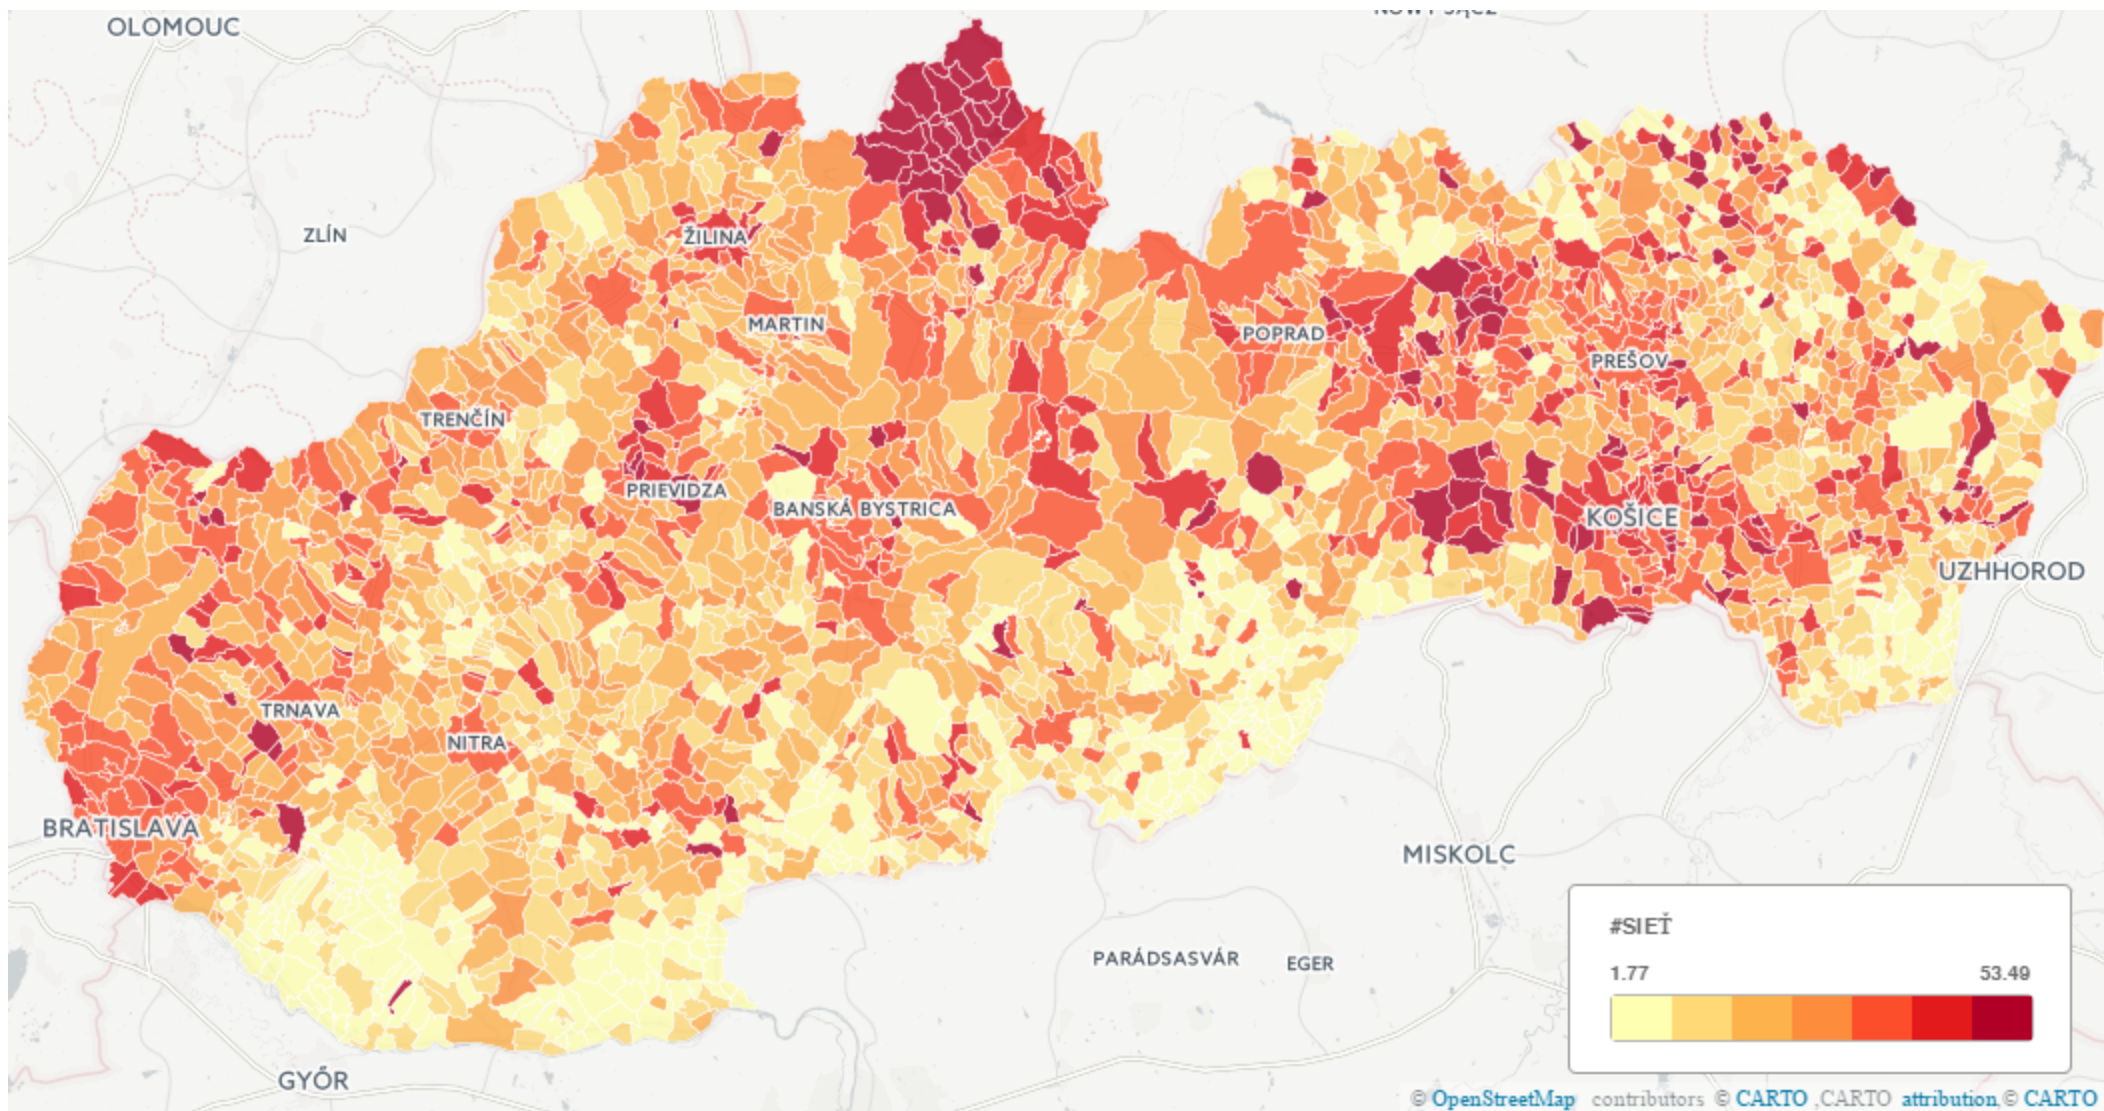 OLOMOUC
ZLÍN
ŽILINA
MARTIN
POPRAD
PREŠOV
TRENČÍN
PRIEVIDZA
BANSKÁ BYSTRICA
KOŠICE
UZHHOROD
TRNAVA
NITRA
BRATISLAVA
MISKOLC
PARÁDSASVÁR
EGER
GYŐR
#SIEŤ
1.77 53.49
© OpenStreetMap contributors © CARTO ,CARTO attribution,© CARTO